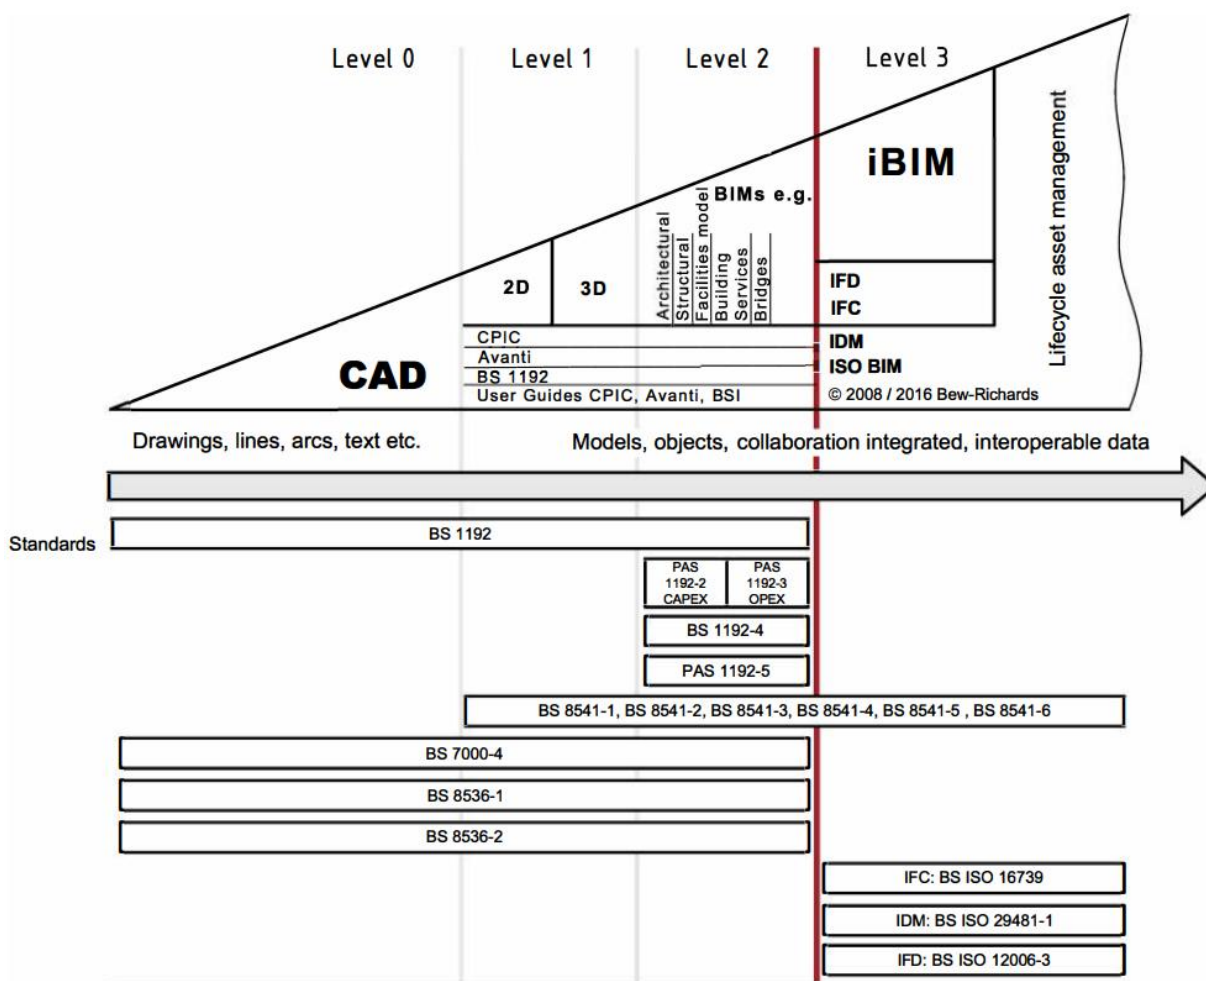 Level 0
Level 1
Level 2
Level 3
iBIM
BIMs e.g.
Architectural
Structural
Facilities model
Building
Services
Bridges
Lifecycle asset management
2D
3D
IFD
IFC
CPIC
IDM
Avanti
ISO BIM
CAD
BS 1192
User Guides CPIC, Avanti, BSI
© 2008 / 2016 Bew-Richards
Drawings, lines, arcs, text etc.
Models, objects, collaboration integrated, interoperable data
Standards
BS 1192
PAS
1192-2
CAPEX
PAS
1192-3
OPEX
BS 1192-4
PAS 1192-5
BS 8541-1, BS 8541-2, BS 8541-3, BS 8541-4, BS 8541-5 , BS 8541-6
BS 7000-4
BS 8536-1
BS 8536-2
IFC: BS ISO 16739
IDM: BS ISO 29481-1
IFD: BS ISO 12006-3